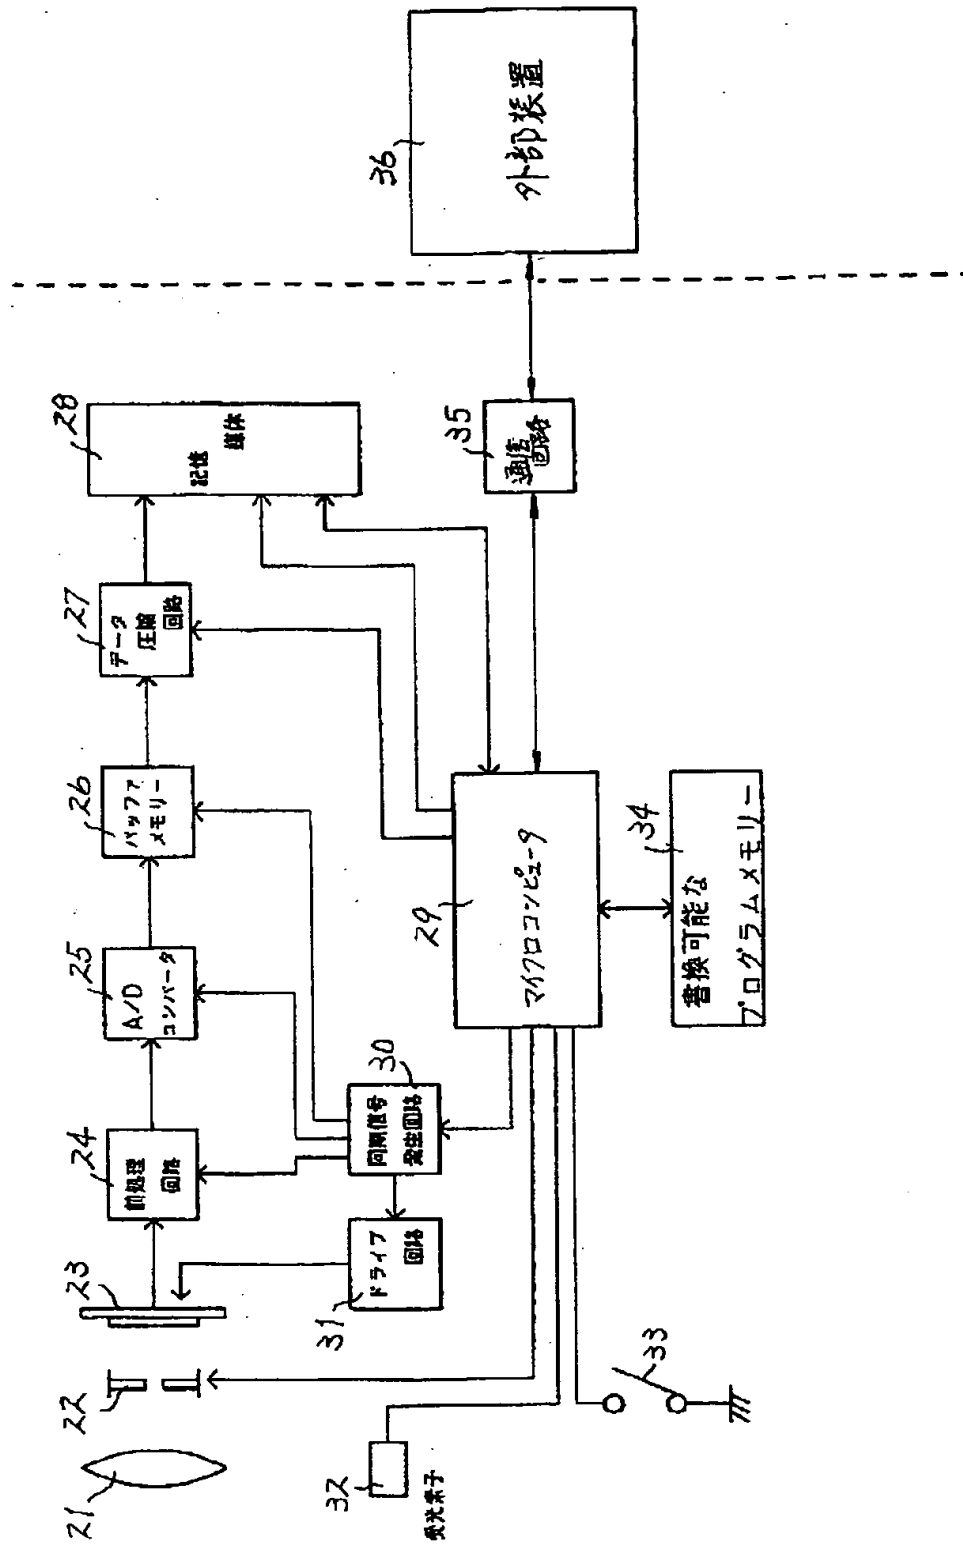 21
22
23
24
前処理
回路
25
A/D
コンバータ
26
バッファ
メモリー
27
データ
圧縮
回路
28
記憶
媒体
32
受光素子
31
ドライブ
回路
30
同期信号
発生回路
33
29
マイクロコンピュータ
34
書換可能な
プログラムメモリー
35
通信
回路
36
外部装置